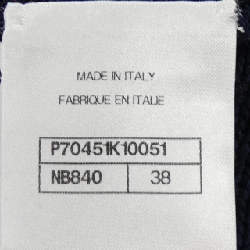 MADE IN ITALY
FABRIQUE EN ITALIE
P70451K10051
NB840 38